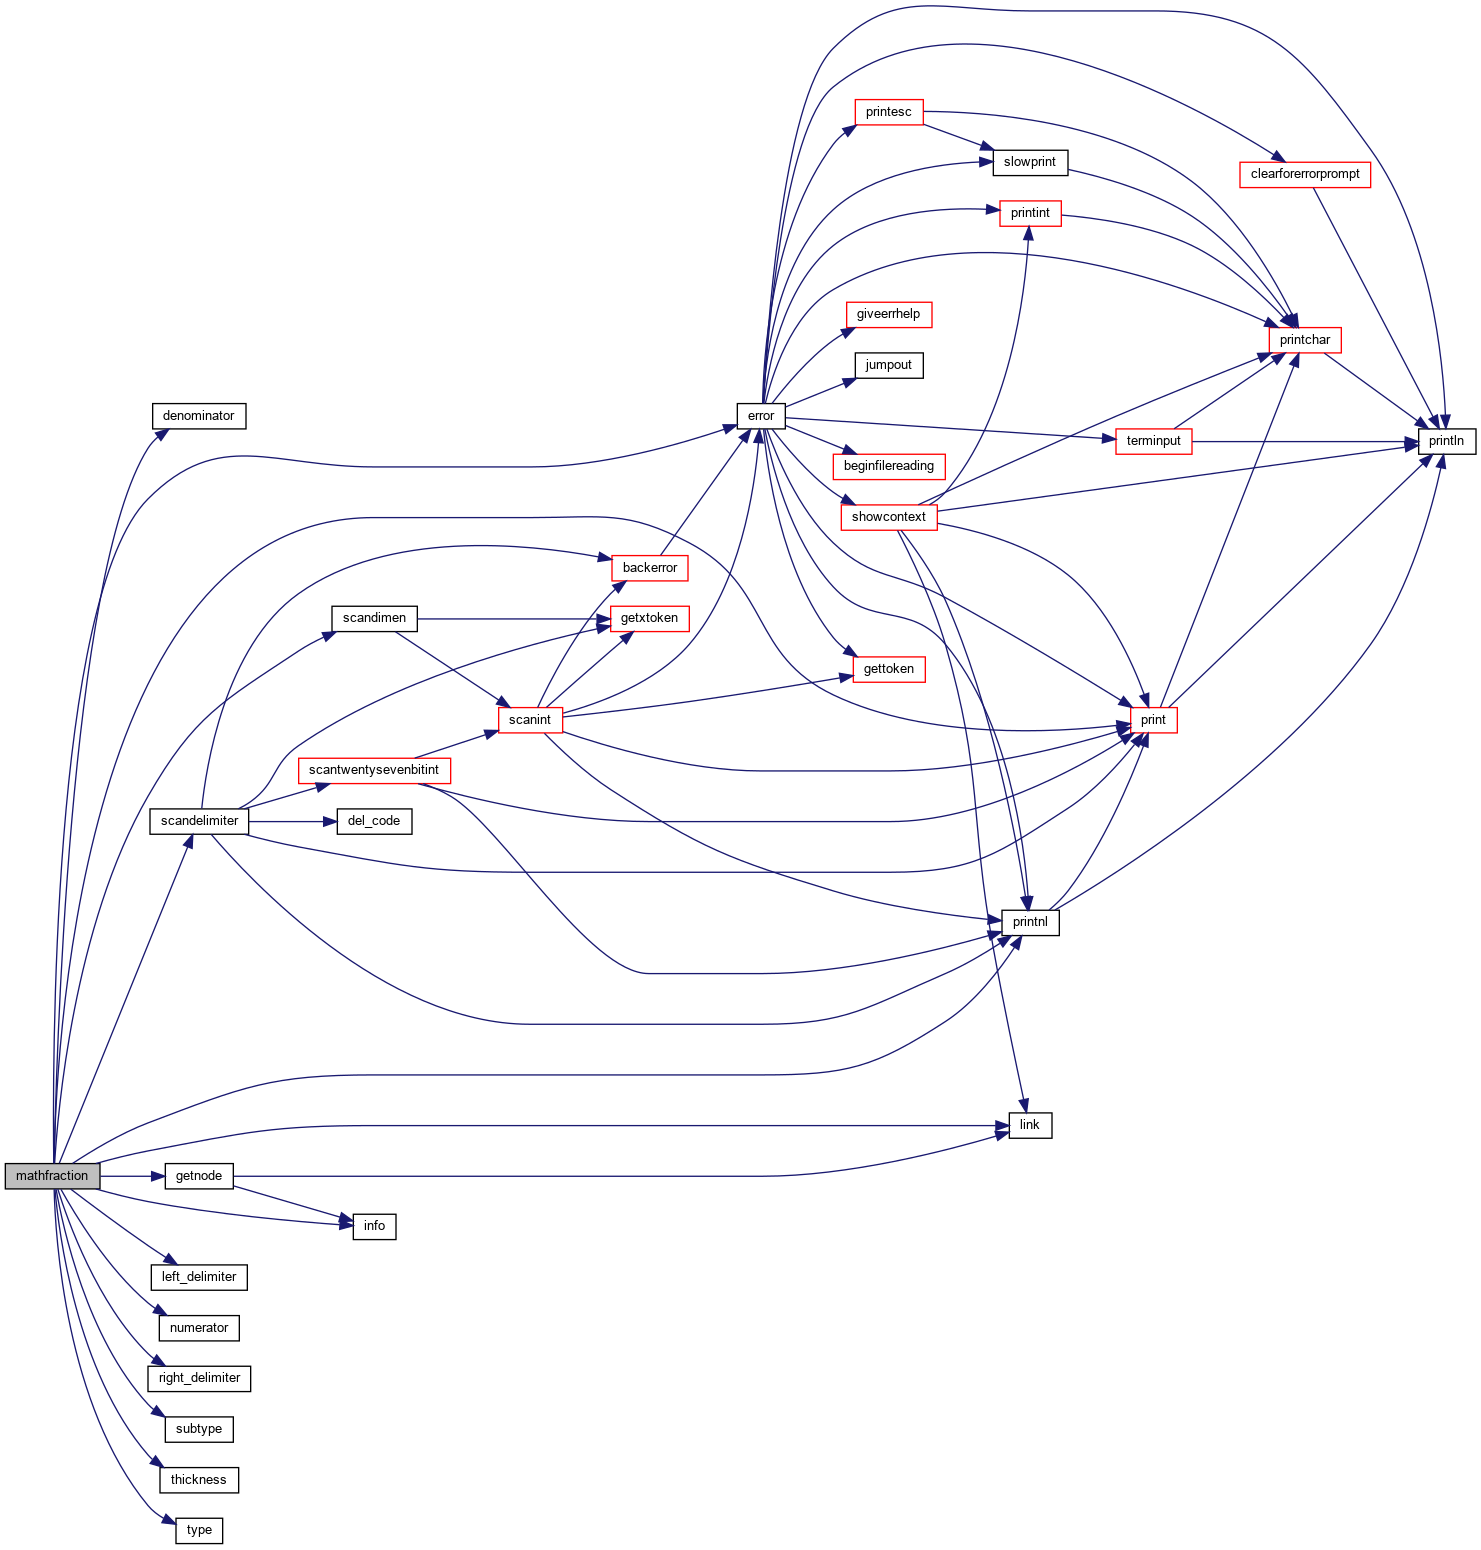 printesc
slowprint
clearforerrorprompt
printint
giveerrhelp
printchar
jumpout
denominator
error
terminput
println
beginfilereading
showcontext
backerror
scandimen
getxtoken
gettoken
scanint
print
scantwentysevenbitint
scandelimiter
del_code
printnl
link
mathfraction
getnode
info
left_delimiter
numerator
right_delimiter
subtype
thickness
type